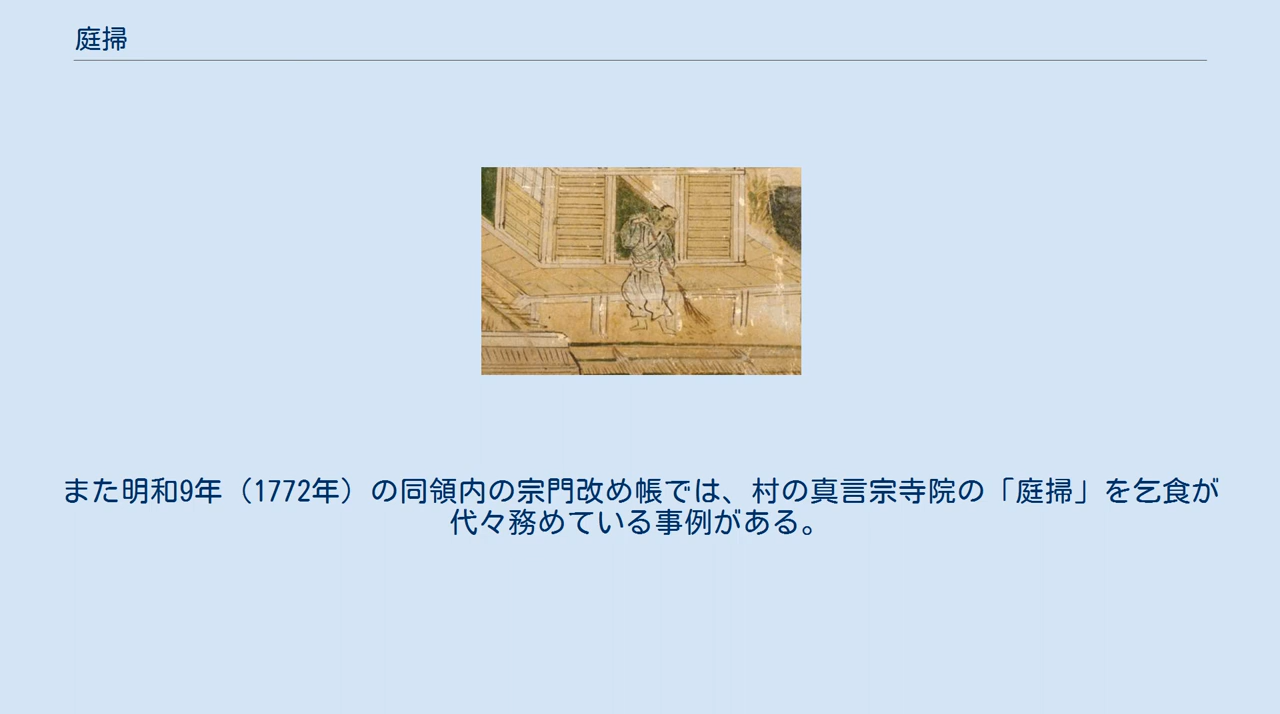 庭掃
また明和9年（1772年）の同領内の宗門改め帳では、村の真言宗寺院の「庭掃」を乞食が
代々務めている事例がある。